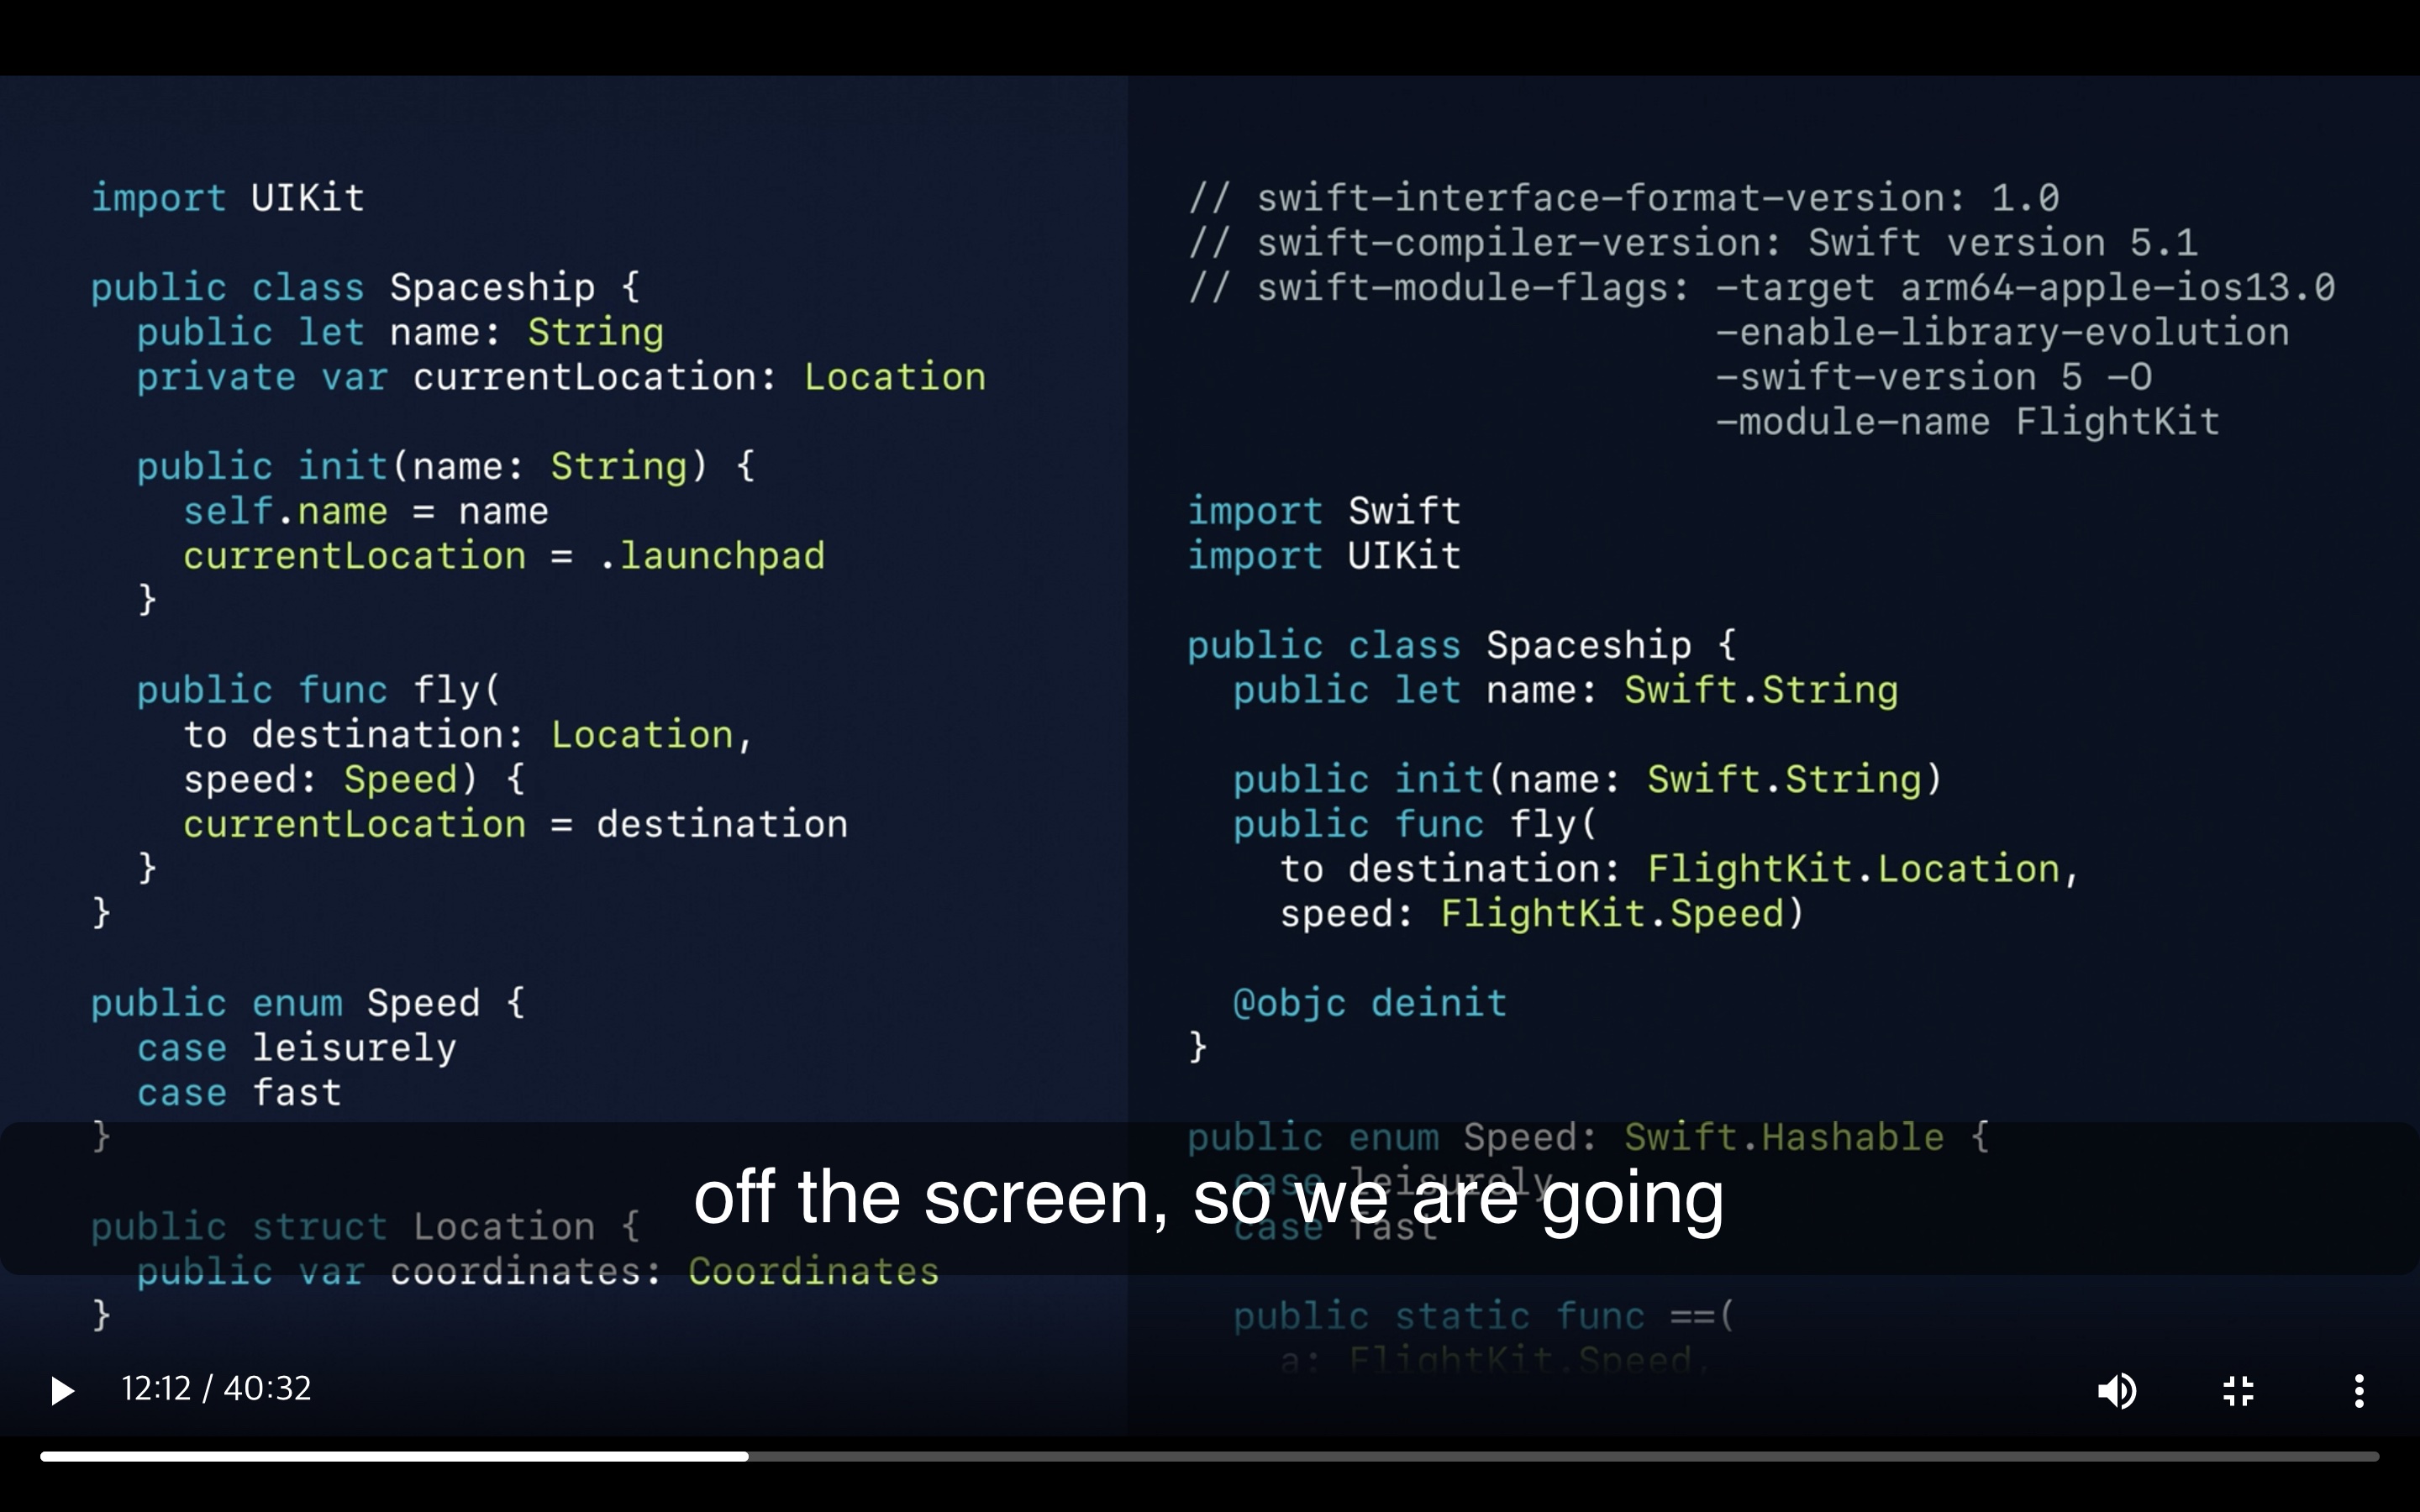 import UIKit
public class Spaceship {
  public let name: String
  private var currentLocation: Location
  public init(name: String) {
    self.name = name
    currentLocation = .launchpad
  }
  public func fly(
    to destination: Location,
    speed: Speed) {
    currentLocation = destination
  }
}
public enum Speed {
  case leisurely
  case fast
}
public struct Location {
  public var coordinates: Coordinates
}
// swift-interface-format-version: 1.0
// swift-compiler-version: Swift version 5.1
// swift-module-flags: -target arm64-apple-ios13.0
                       -enable-library-evolution
                       -swift-version 5 -O
                       -module-name FlightKit
import Swift
import UIKit
public class Spaceship {
  public let name: Swift.String
  public init(name: Swift.String)
  public func fly(
    to destination: FlightKit.Location,
    speed: FlightKit.Speed)
  @objc deinit
}
public enum Speed: Swift.Hashable {
  case leisurely
  case fast
  public static func ==(
    a: FlightKit.Speed,
off the screen, so we are going
12:12 / 40:32